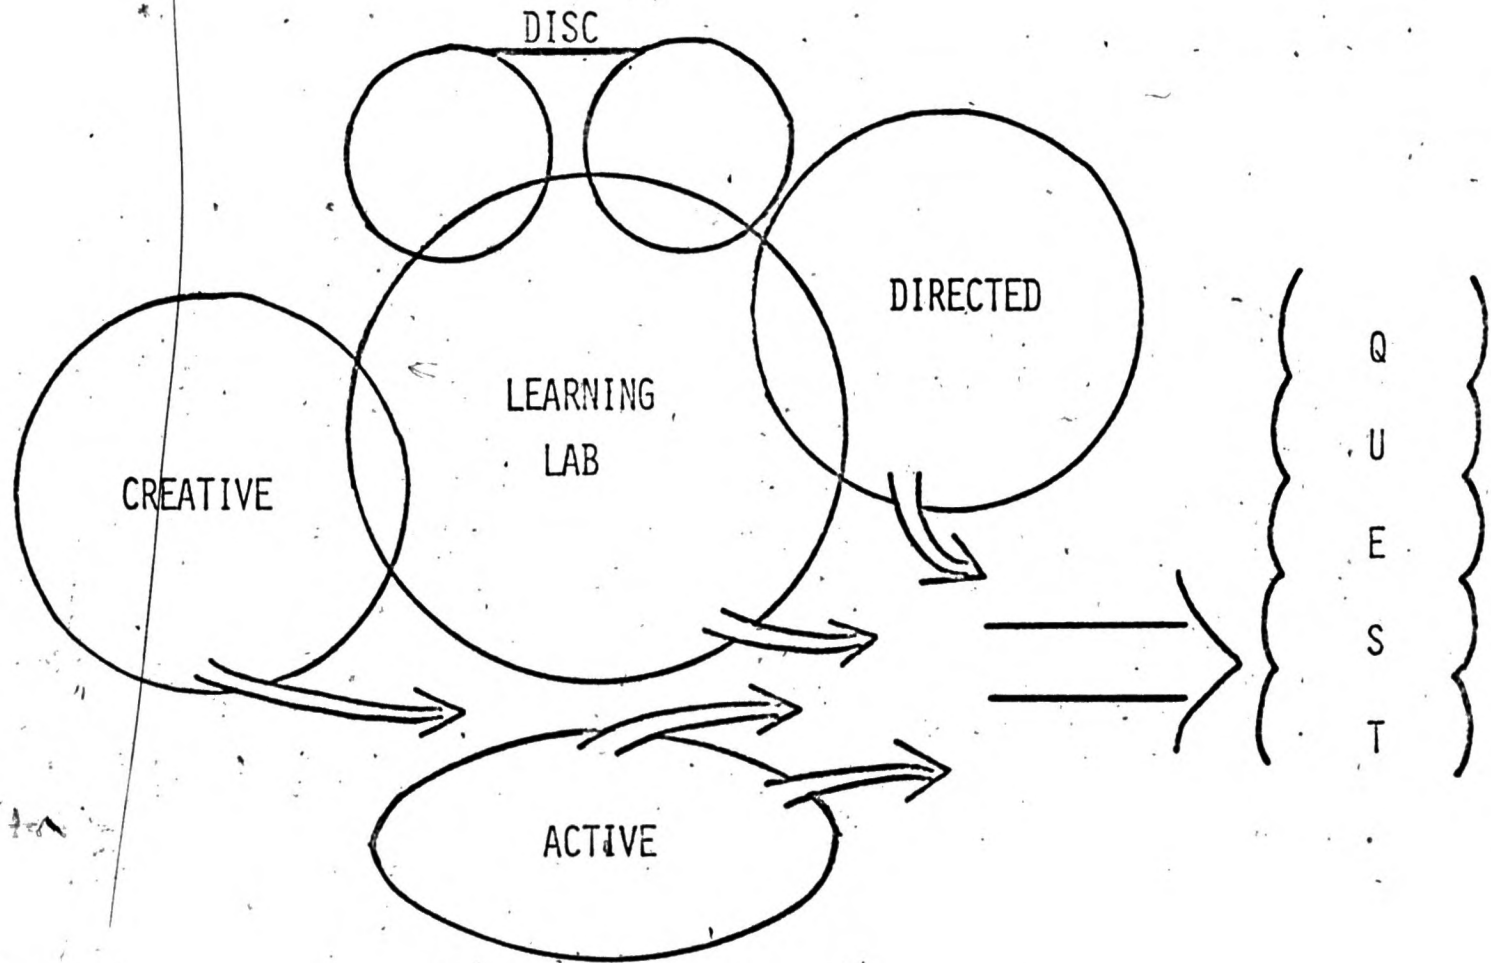 DISC
DIRECTED
LEARNING
LAB
CREATIVE
ACTIVE
Q
U
E
S
T